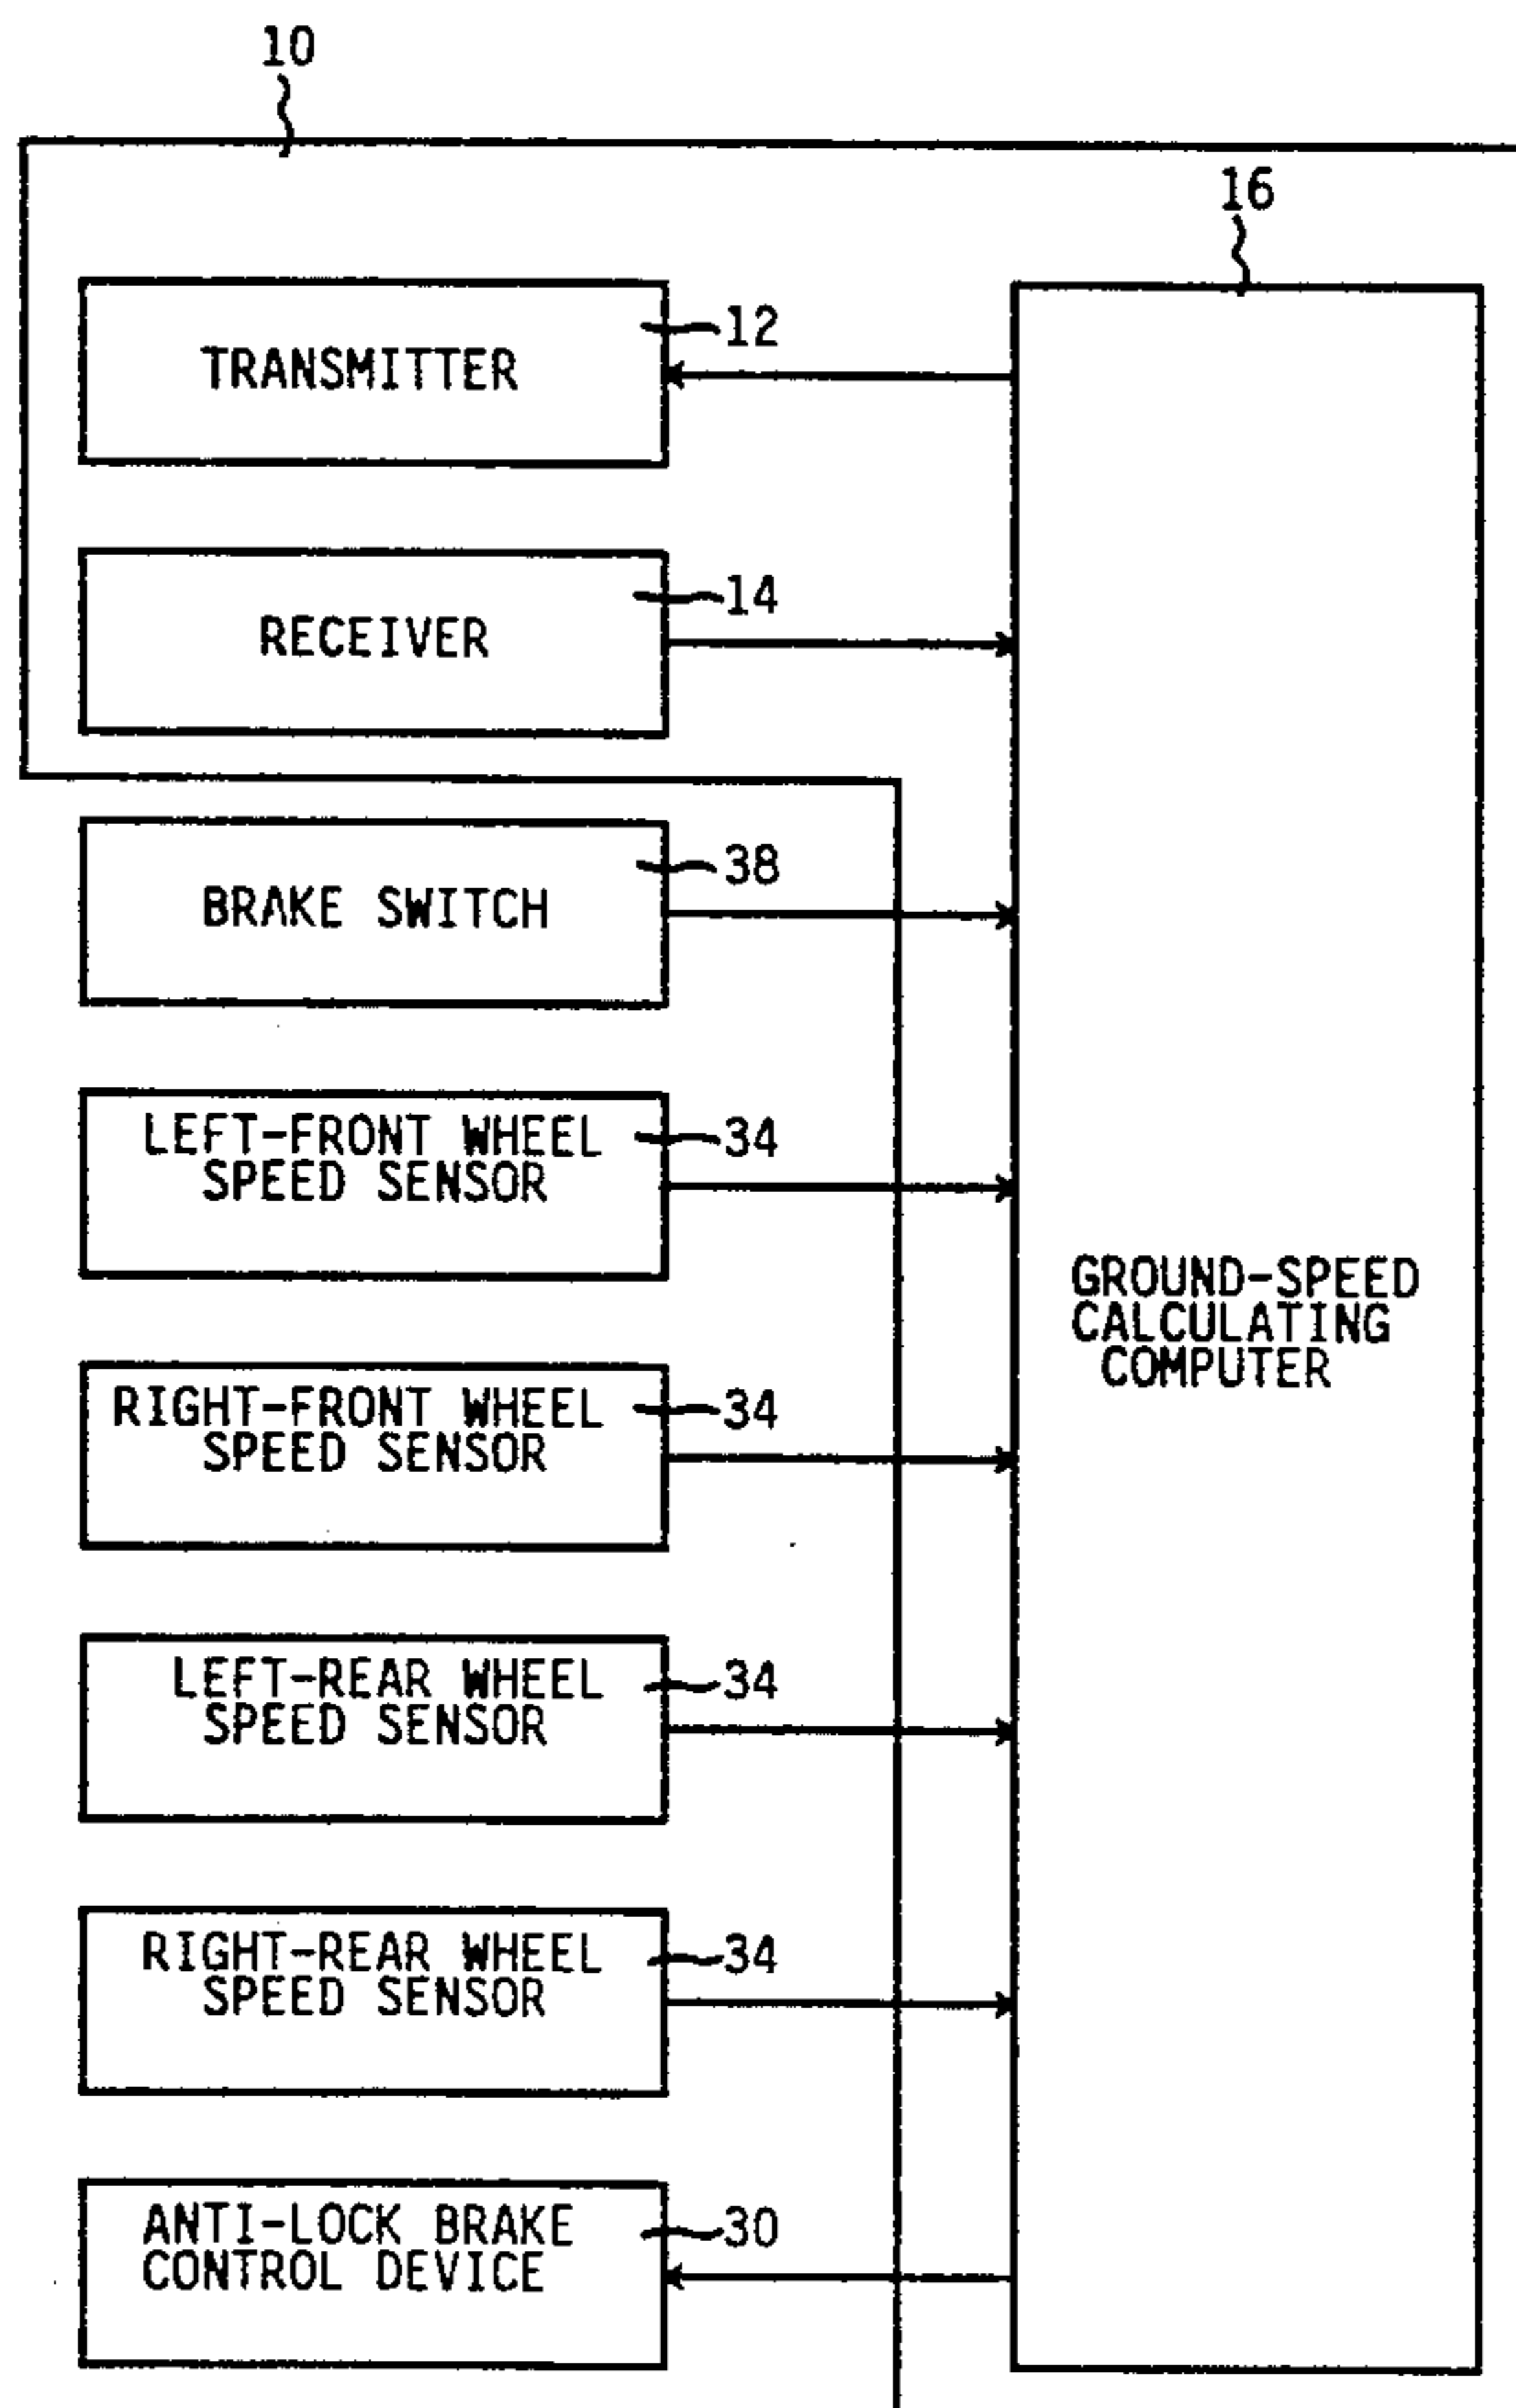 10
16
12
TRANSMITTER
14
RECEIVER
38
BRAKE SWITCH
LEFT-FRONT WHEEL
34
SPEED SENSOR
GROUND-SPEED
CALCULATING
COMPUTER
RIGHT-FRONT WHEEL
34
SPEED SENSOR
LEFT-REAR WHEEL
34
SPEED SENSOR
RIGHT-REAR WHEEL
34
SPEED SENSOR
ANTI-LOCK BRAKE
30
CONTROL DEVICE